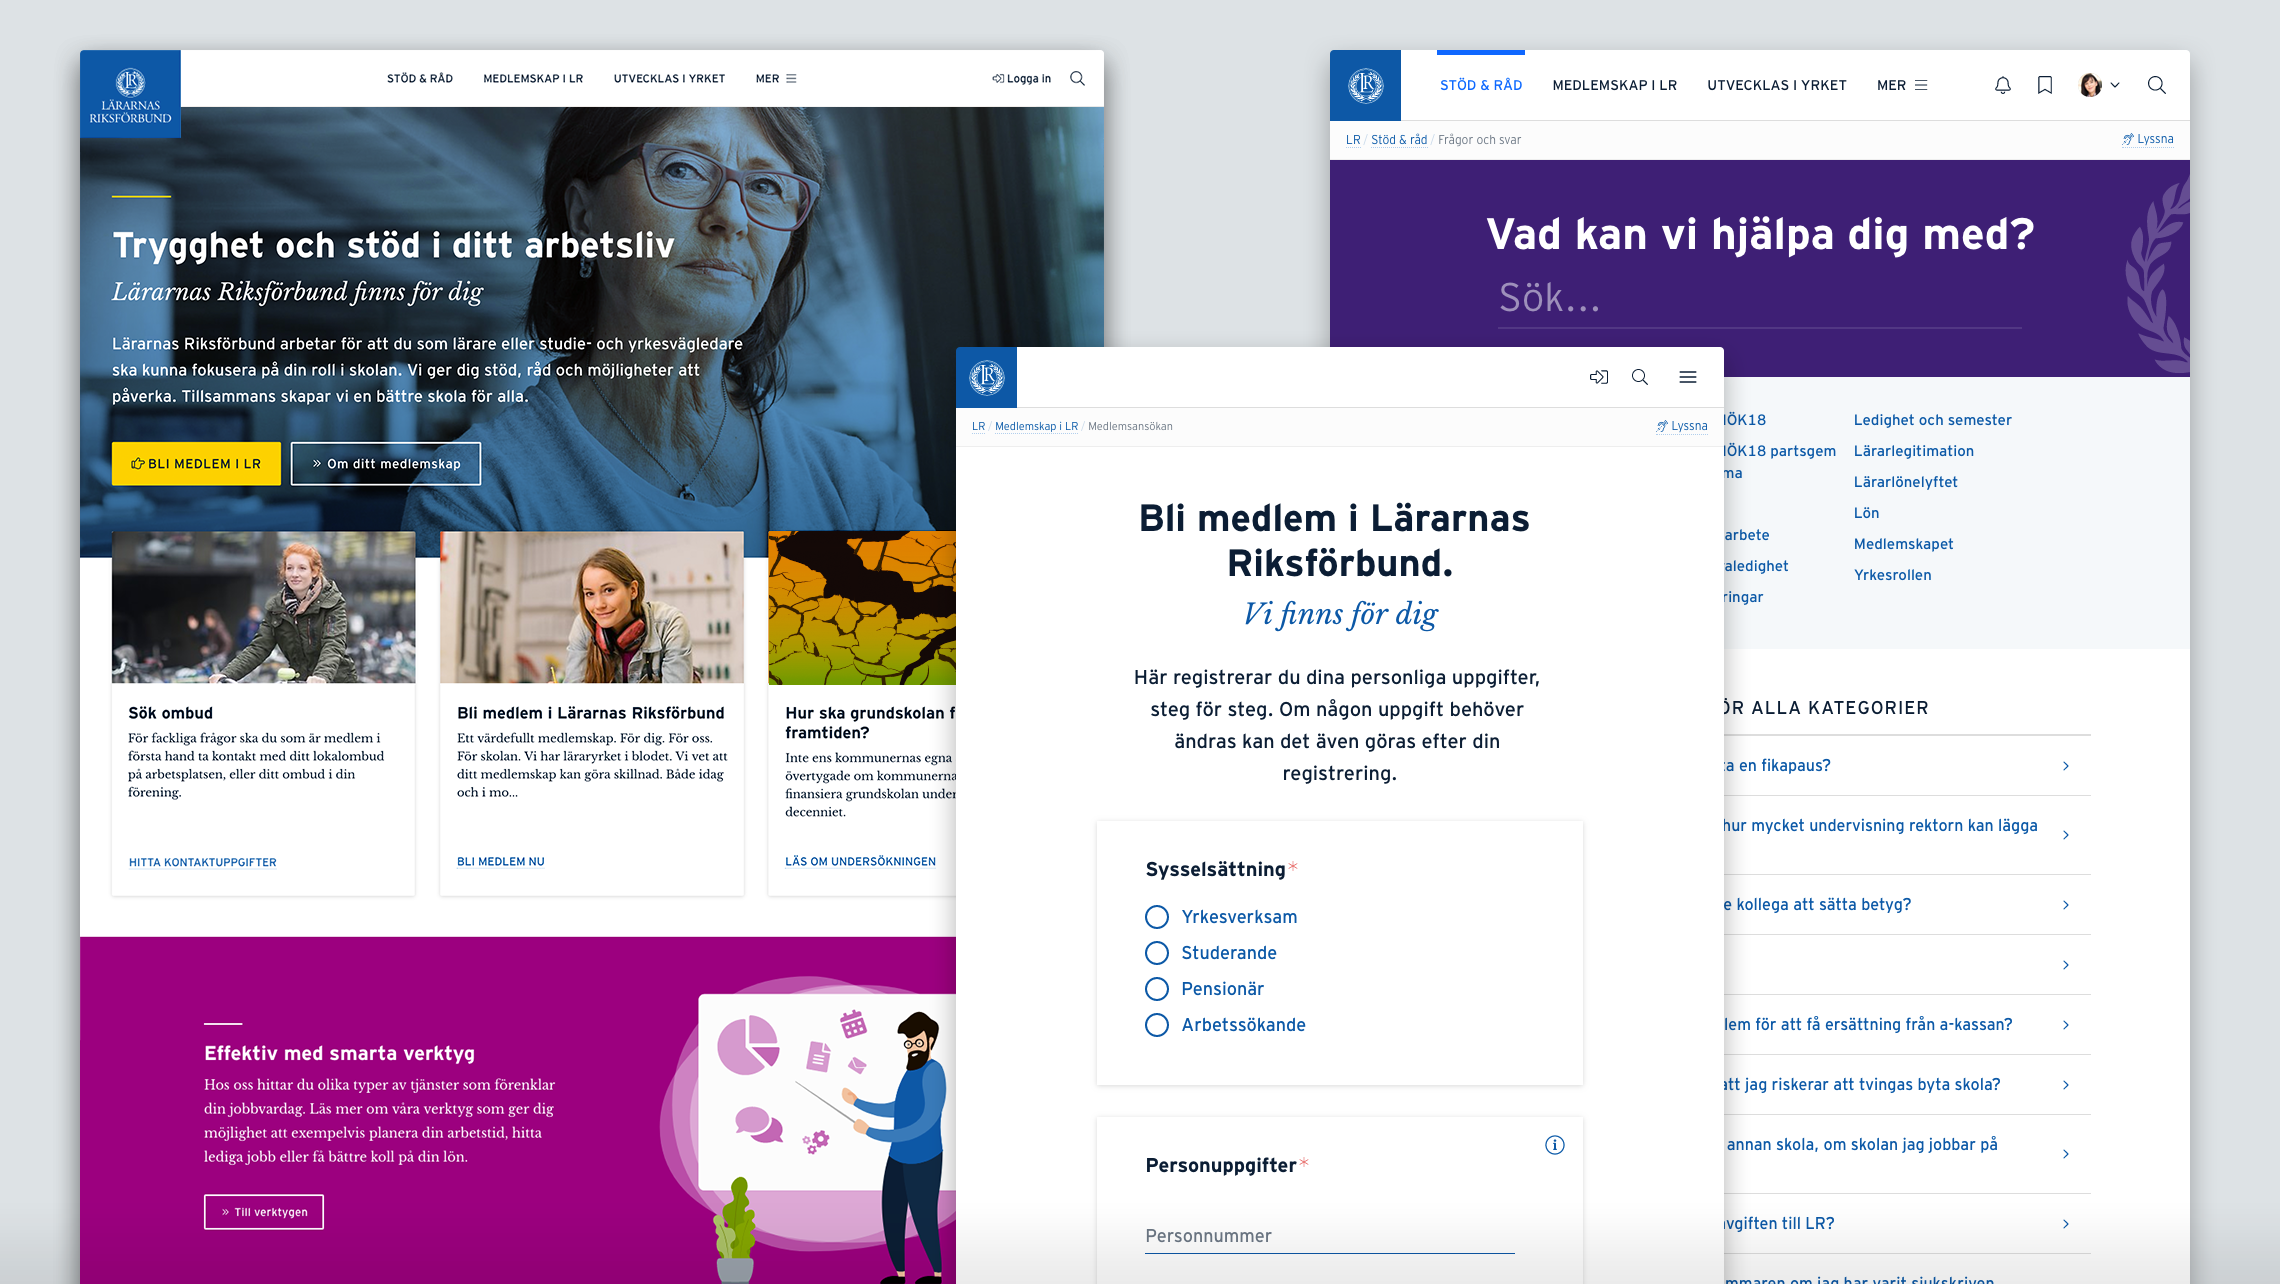 LÄRARNAS
RIKSFÖRBUND
STÖD & RÅD
MEDLEMSKAP I LR
UTVECKLAS I YRKET
MER
Logga in
Trygghet och stöd i ditt arbetsliv
Lärarnas Riksförbund finns för dig
Lärarnas Riksförbund arbetar för att du som lärare eller studie- och yrkesvägledare
ska kunna fokusera på din roll i skolan. Vi ger dig stöd, råd och möjligheter att
påverka. Tillsammans skapar vi en bättre skola för alla.
BLI MEDLEM I LR
» Om ditt medlemskap
Sök ombud
För fackliga frågor ska du som är medlem i
första hand ta kontakt med ditt lokalombud
på arbetsplatsen, eller ditt ombud i din
förening.
HITTA KONTAKTUPPGIFTER
Bli medlem i Lärarnas Riksförbund
Ett värdefullt medlemskap. För dig. För oss.
För skolan. Vi har läraryrket i blodet. Vi vet att
ditt medlemskap kan göra skillnad. Både idag
och i mo...
BLI MEDLEM NU
Hur ska grundskolan f
framtiden?
Inte ens kommunernas egna
övertygade om kommunerna
finansiera grundskolan under
decenniet.
LÄS OM UNDERSÖKNINGEN
Effektiv med smarta verktyg
Hos oss hittar du olika typer av tjänster som förenklar
din jobbvardag. Läs mer om våra verktyg som ger dig
möjlighet att exempelvis planera din arbetstid, hitta
lediga jobb eller få bättre koll på din lön.
» Till verktygen
LR
LR / Medlemskap i LR / Medlemsansökan
Lyssna
Bli medlem i Lärarnas
Riksförbund.
Vi finns för dig
Här registrerar du dina personliga uppgifter,
steg för steg. Om någon uppgift behöver
ändras kan det även göras efter din
registrering.
Sysselsättning*
Yrkesverksam
Studerande
Pensionär
Arbetssökande
Personuppgifter*
Personnummer
LR
STÖD & RÅD
MEDLEMSKAP I LR
UTVECKLAS I YRKET
MER
LR / Stöd & råd / Frågor och svar
Lyssna
Vad kan vi hjälpa dig med?
Sök...
HÖK18
HÖK18 partsgem
ma
arbete
aledighet
ringar
Ledighet och semester
Lärarlegitimation
Lärarlönelyftet
Lön
Medlemskapet
Yrkesrollen
ÖR ALLA KATEGORIER
ta en fikapaus?
hur mycket undervisning rektorn kan lägga
e kollega att sätta betyg?
lem för att få ersättning från a-kassan?
att jag riskerar att tvingas byta skola?
annan skola, om skolan jag jobbar på
avgiften till LR?
mmaren om jag har varit sjukskriven